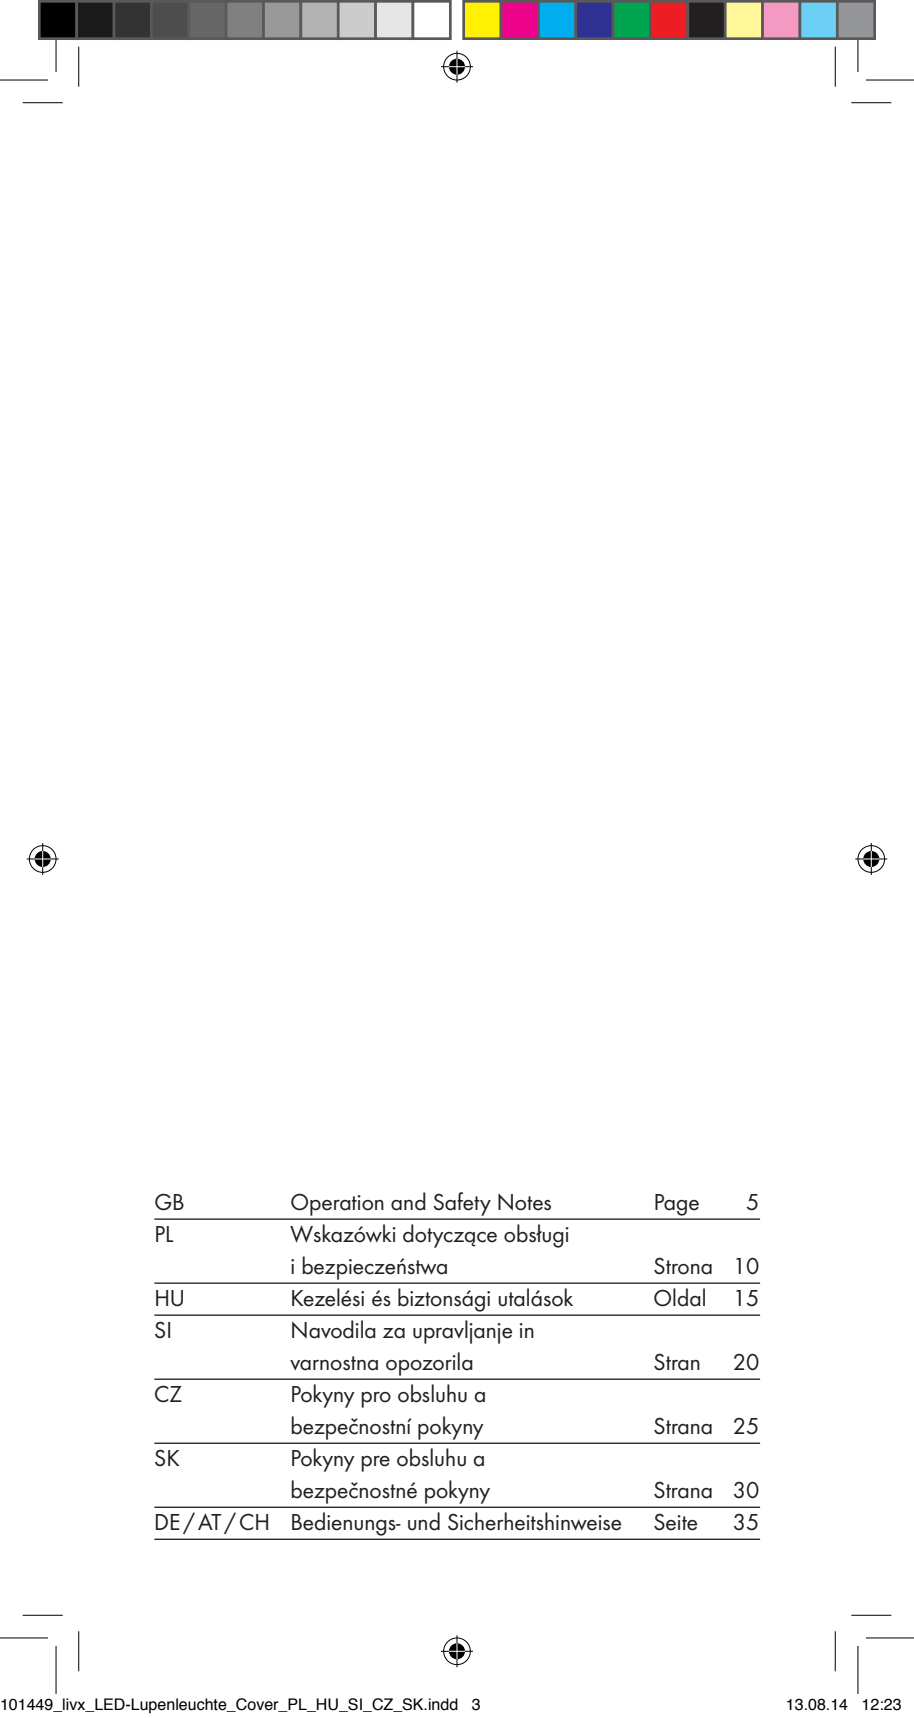 GB Operation and Safety Notes Page 5
PL Wskazówki dotyczące obsługi
i bezpieczeństwa Strona 10
HU Kezelési és biztonsági utalások Oldal 15
SI Navodila za upravljanje in
varnostna opozorila Stran 20
CZ Pokyny pro obsluhu a
bezpečnostní pokyny Strana 25
SK Pokyny pre obsluhu a
bezpečnostné pokyny Strana 30
DE / AT / CH Bedienungs- und Sicherheitshinweise Seite 35
101449_livx_LED-Lupenleuchte_Cover_PL_HU_SI_CZ_SK.indd 3 13.08.14 12:23